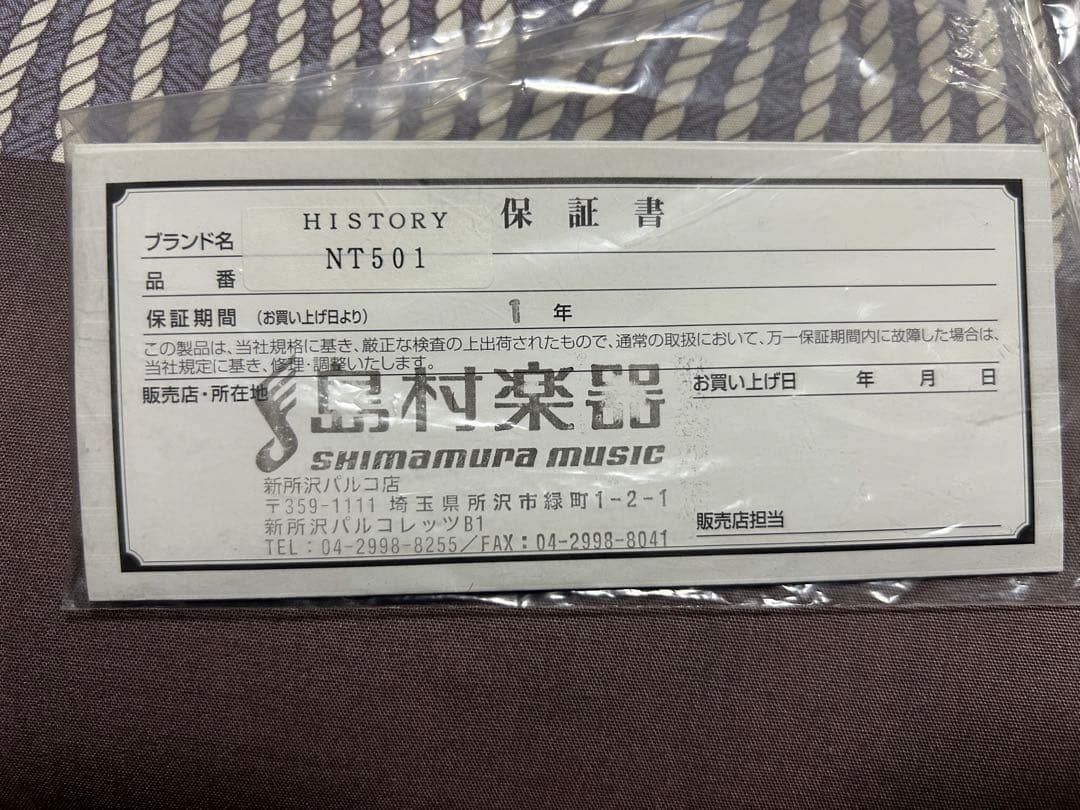 保証書
ブランド名 HISTORY
品番 NT501
保証期間 (お買い上げ日より) 1 年
この製品は、当社規格に基き、厳正な検査の上出荷されたもので、通常の取扱において、万一保証期間内に故障した場合は、
当社規定に基き、修理・調整いたします。
販売店・所在地
島村楽器
SHIMAMURA MUSIC
新所沢パルコ店
〒359-1111 埼玉県所沢市緑町1-2-1
新所沢パルコレッツB1
TEL:04-2998-8255/FAX:04-2998-8041
お買い上げ日 年 月 日
販売店担当